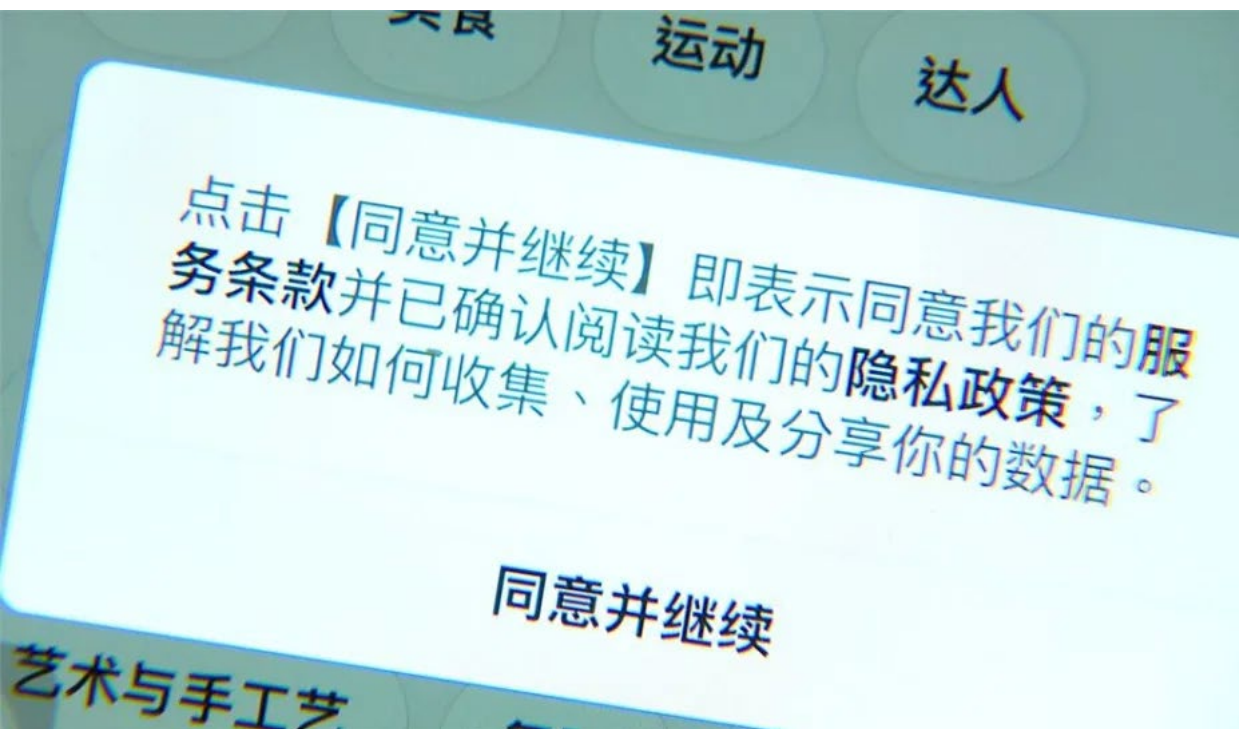 美食
运动
达人
点击【同意并继续】即表示同意我们的服
务条款并已确认阅读我们的隐私政策，了
解我们如何收集、使用及分享你的数据。
同意并继续
艺术与手工艺